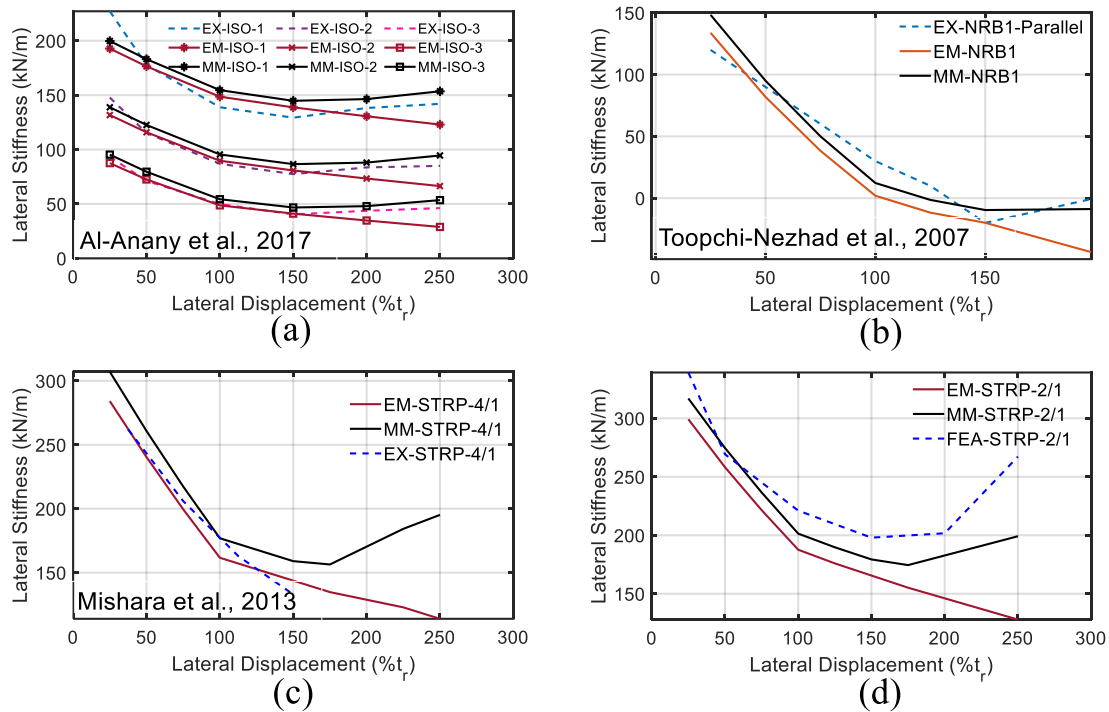 EX-ISO-1 EX-ISO-2 EX-ISO-3
EM-ISO-1 EM-ISO-2 EM-ISO-3
MM-ISO-1 MM-ISO-2 MM-ISO-3
200
150
100
50
0
Lateral Stiffness (kN/m)
Al-Anany et al., 2017
0 50 100 150 200 250 300
Lateral Displacement (%tr)
(a)
150
100
50
0
Lateral Stiffness (kN/m)
EX-NRB1-Parallel
EM-NRB1
MM-NRB1
Toopchi-Nezhad et al., 2007
0 50 100 150
Lateral Displacement (%tr)
(b)
300
250
200
150
Lateral Stiffness (kN/m)
EM-STRP-4/1
MM-STRP-4/1
EX-STRP-4/1
Mishara et al., 2013
0 50 100 150 200 250 300
Lateral Displacement (%tr)
(c)
300
250
200
150
Lateral Stiffness (kN/m)
EM-STRP-2/1
MM-STRP-2/1
FEA-STRP-2/1
0 50 100 150 200 250 300
Lateral Displacement (%tr)
(d)